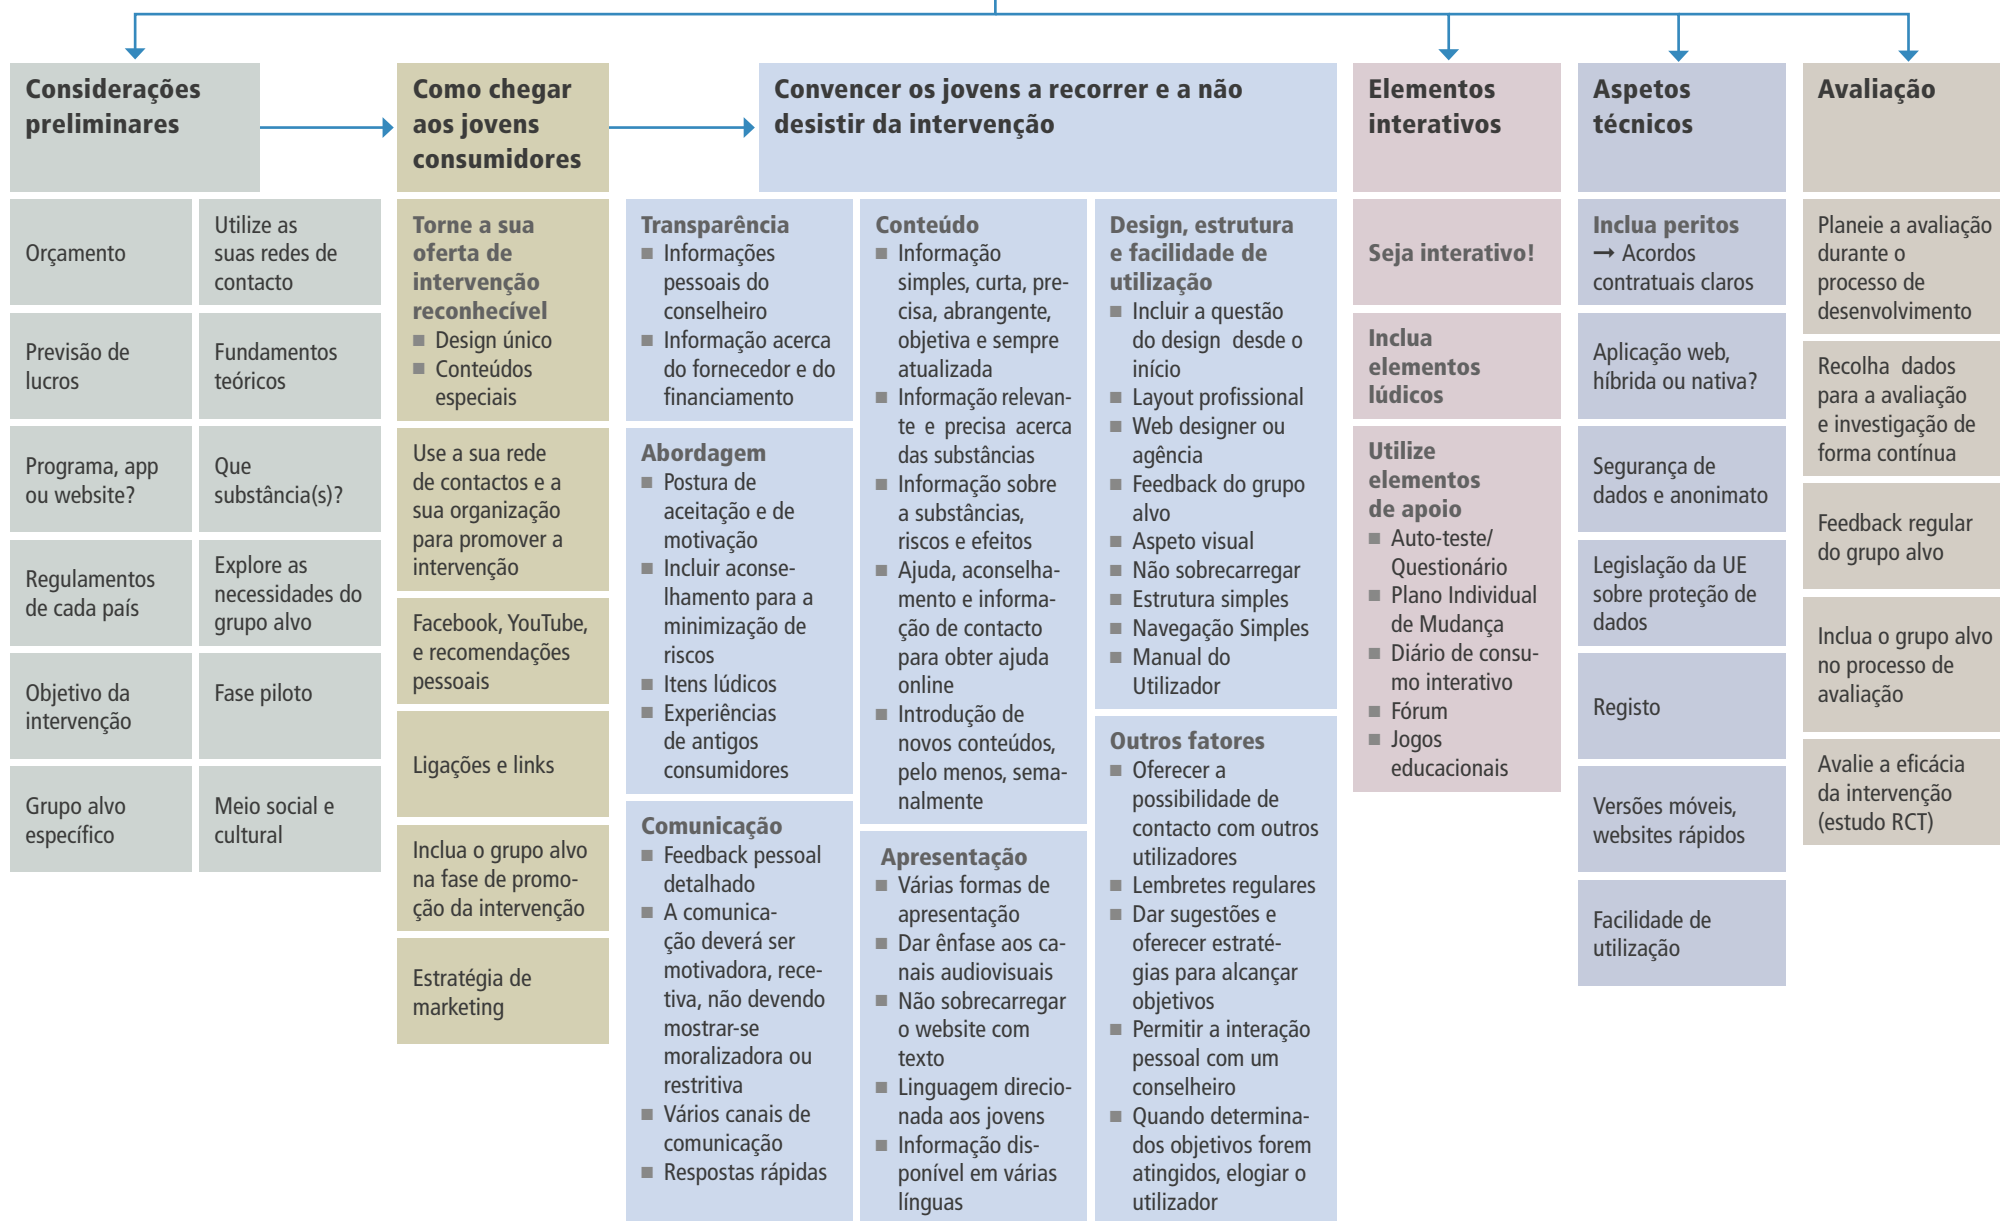 Considerações
preliminares
Orçamento
Utilize as
suas redes de
contacto
Previsão de
lucros
Fundamentos
teóricos
Programa, app
ou website?
Que
substância(s)?
Regulamentos
de cada país
Explore as
necessidades do
grupo alvo
Objetivo da
intervenção
Fase piloto
Grupo alvo
específico
Meio social e
cultural
Como chegar
aos jovens
consumidores
Torne a sua
oferta de
intervenção
reconhecível
■ Design único
■ Conteúdos
especiais
Use a sua rede
de contactos e a
sua organização
para promover a
intervenção
Facebook, YouTube,
e recomendações
pessoais
Ligações e links
Inclua o grupo alvo
na fase de promo-
ção da intervenção
Estratégia de
marketing
Convencer os jovens a recorrer e a não
desistir da intervenção
Transparência
■ Informações
pessoais do
conselheiro
■ Informação acerca
do fornecedor e do
financiamento
Abordagem
■ Postura de
aceitação e de
motivação
■ Incluir aconse-
lhamento para a
minimização de
riscos
■ Itens lúdicos
■ Experiências
de antigos
consumidores
Comunicação
■ Feedback pessoal
detalhado
■ A comunica-
ção deverá ser
motivadora, rece-
tiva, não devendo
mostrar-se
moralizadora ou
restritiva
■ Vários canais de
comunicação
■ Respostas rápidas
Conteúdo
■ Informação
simples, curta, pre-
cisa, abrangente,
objetiva e sempre
atualizada
■ Informação relevan-
te e precisa acerca
das substâncias
■ Informação sobre
a substâncias,
riscos e efeitos
■ Ajuda, aconselha-
mento e informa-
ção de contacto
para obter ajuda
online
■ Introdução de
novos conteúdos,
pelo menos, sema-
nalmente
Apresentação
■ Várias formas de
apresentação
■ Dar ênfase aos ca-
nais audiovisuais
■ Não sobrecarregar
o website com
texto
■ Linguagem direcio-
nada aos jovens
■ Informação dis-
ponível em várias
línguas
Design, estrutura
e facilidade de
utilização
■ Incluir a questão
do design desde o
início
■ Layout profissional
■ Web designer ou
agência
■ Feedback do grupo
alvo
■ Aspeto visual
■ Não sobrecarregar
■ Estrutura simples
■ Navegação Simples
■ Manual do
Utilizador
Outros fatores
■ Oferecer a
possibilidade de
contacto com outros
utilizadores
■ Lembretes regulares
■ Dar sugestões e
oferecer estraté-
gias para alcançar
objetivos
■ Permitir a interação
pessoal com um
conselheiro
■ Quando determina-
dos objetivos forem
atingidos, elogiar o
utilizador
Elementos
interativos
Seja interativo!
Inclua
elementos
lúdicos
Utilize
elementos
de apoio
■ Auto-teste/
Questionário
■ Plano Individual
de Mudança
■ Diário de consu-
mo interativo
■ Fórum
■ Jogos
educacionais
Aspetos
técnicos
Inclua peritos
→ Acordos
contratuais claros
Aplicação web,
híbrida ou nativa?
Segurança de
dados e anonimato
Legislação da UE
sobre proteção de
dados
Registo
Versões móveis,
websites rápidos
Facilidade de
utilização
Avaliação
Planeie a avaliação
durante o
processo de
desenvolvimento
Recolha dados
para a avaliação
e investigação de
forma contínua
Feedback regular
do grupo alvo
Inclua o grupo alvo
no processo de
avaliação
Avalie a eficácia
da intervenção
(estudo RCT)